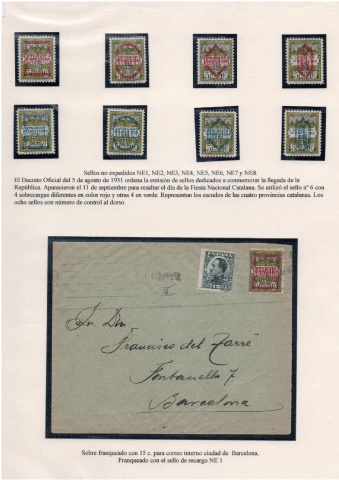 Sellos no expedidos NE1, NE2, NE3, NE4, NE5, NE6, NE7 y NE8.
El Decreto Oficial del 5 de agosto de 1931 ordena la emisión de sellos dedicados a conmemorar la llegada de la
República. Aparecieron el 11 de septiembre para resaltar el día de la Fiesta Nacional Catalana. Se utilizó el sello nº 6 con
4 sobrecargas diferentes en color rojo y otras 4 en verde. Representan los escudos de las cuatro provincias catalanas. Los
ocho sellos con número de control al dorso.
Sr. Dn
Francisco del Zarré
Fontanella 7
Barcelona
Sobre franqueado con 15 c. para correo interno ciudad de Barcelona.
Franqueado con el sello de recargo NE 1